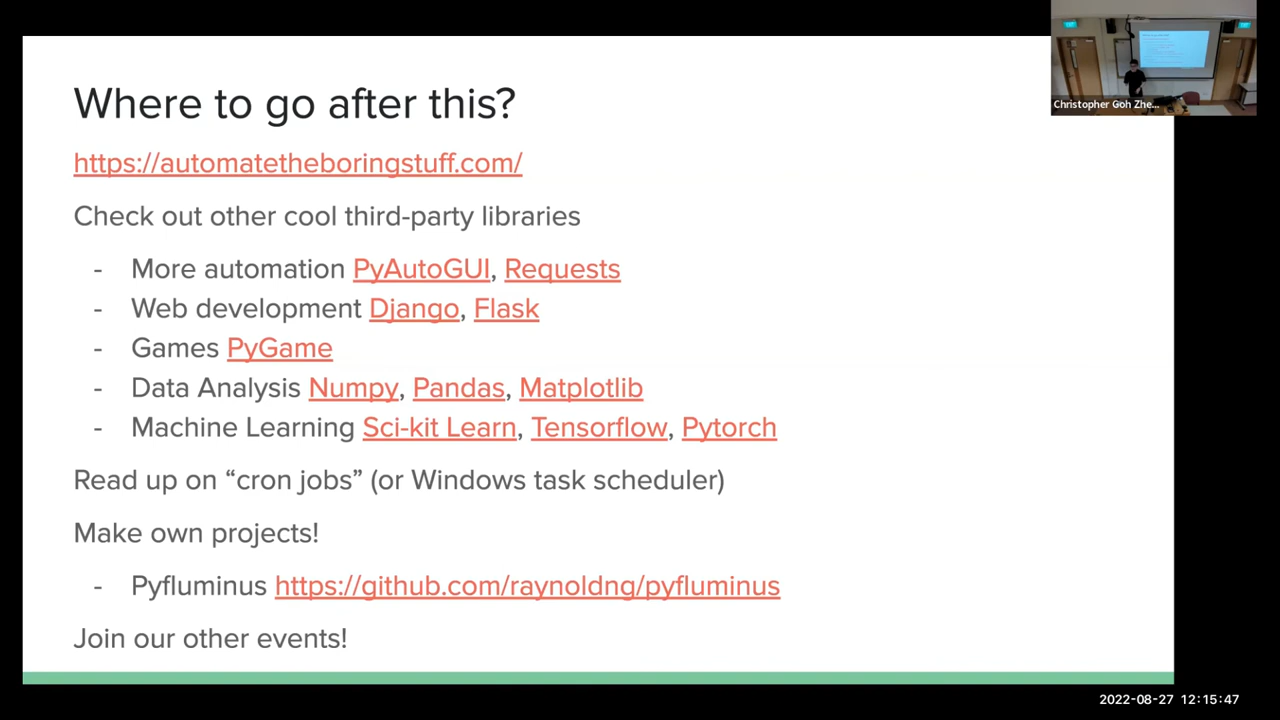 Where to go after this?
https://automatetheboringstuff.com/
Check out other cool third-party libraries
- More automation PyAutoGUI, Requests
- Web development Django, Flask
- Games PyGame
- Data Analysis Numpy, Pandas, Matplotlib
- Machine Learning Sci-kit Learn, Tensorflow, Pytorch
Read up on “cron jobs” (or Windows task scheduler)
Make own projects!
- Pyfluminus https://github.com/raynoldng/pyfluminus
Join our other events!
Christopher Goh Zhe...
2022-08-27 12:15:47